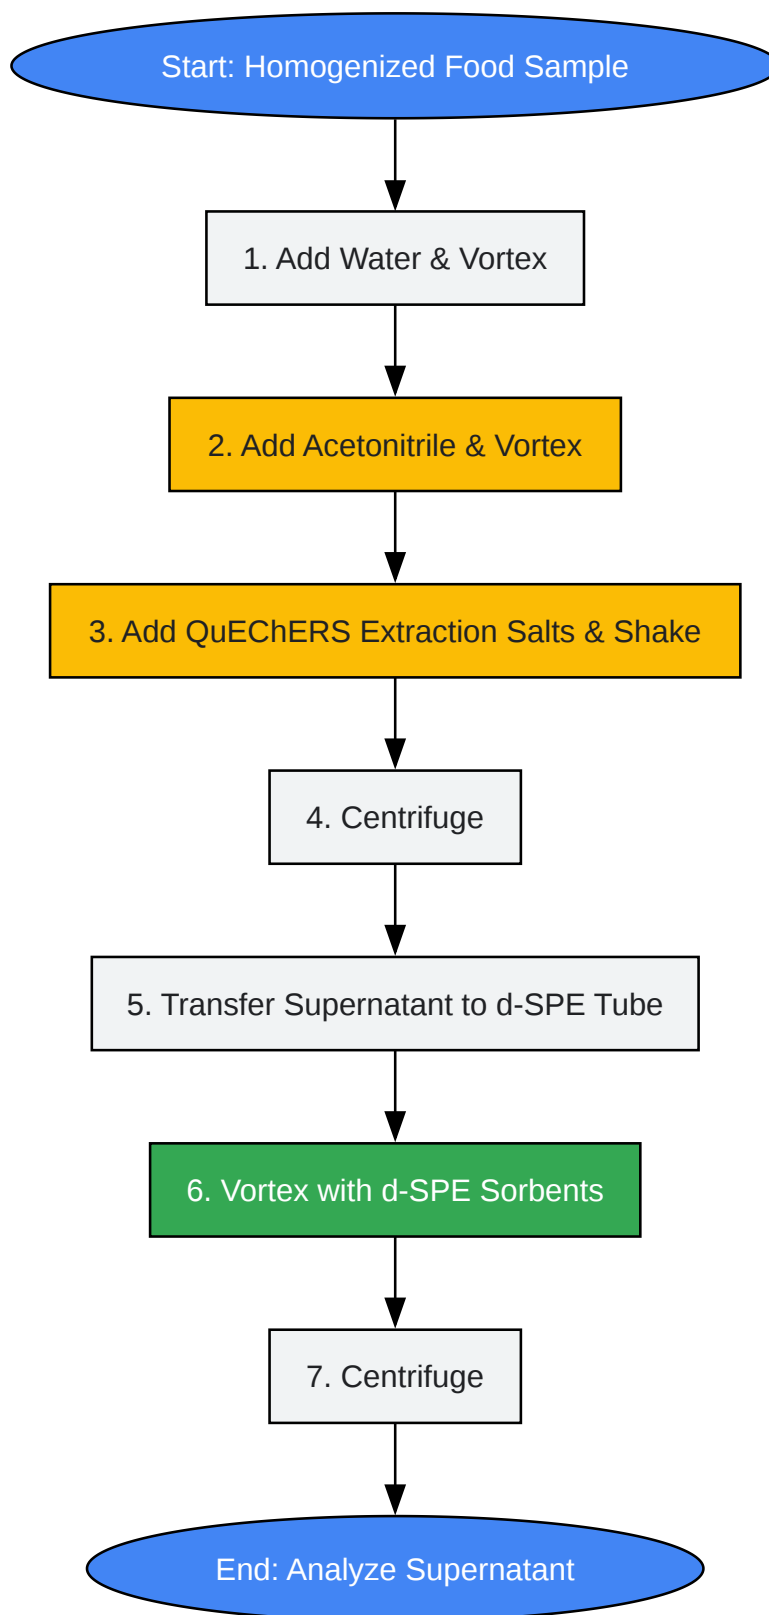 Start: Homogenized Food Sample
1. Add Water & Vortex
2. Add Acetonitrile & Vortex
3. Add QuEChERS Extraction Salts & Shake
4. Centrifuge
5. Transfer Supernatant to d-SPE Tube
6. Vortex with d-SPE Sorbents
7. Centrifuge
End: Analyze Supernatant